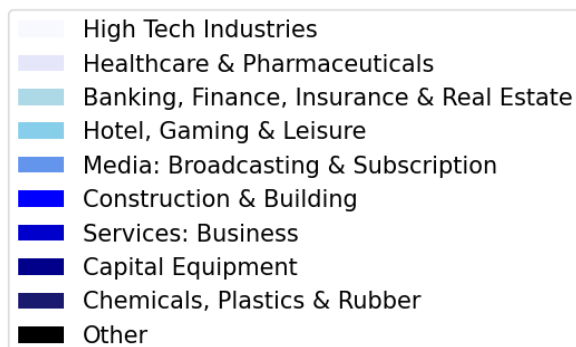 High Tech Industries
Healthcare & Pharmaceuticals
Banking, Finance, Insurance & Real Estate
Hotel, Gaming & Leisure
Media: Broadcasting & Subscription
Construction & Building
Services: Business
Capital Equipment
Chemicals, Plastics & Rubber
Other